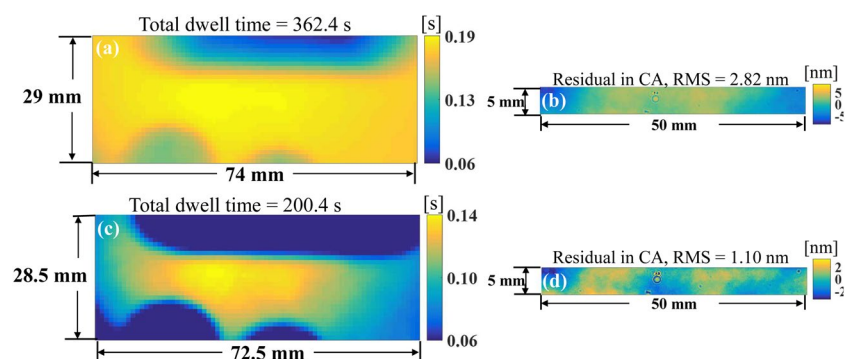 Total dwell time = 362.4 s
[s]
(a)
0.19
0.13
0.06
29 mm
74 mm
Residual in CA, RMS = 2.82 nm
[nm]
(b)
5
0
-5
5 mm
50 mm
Total dwell time = 200.4 s
[s]
(c)
0.14
0.10
0.06
28.5 mm
72.5 mm
Residual in CA, RMS = 1.10 nm
[nm]
(d)
2
0
-2
5 mm
50 mm